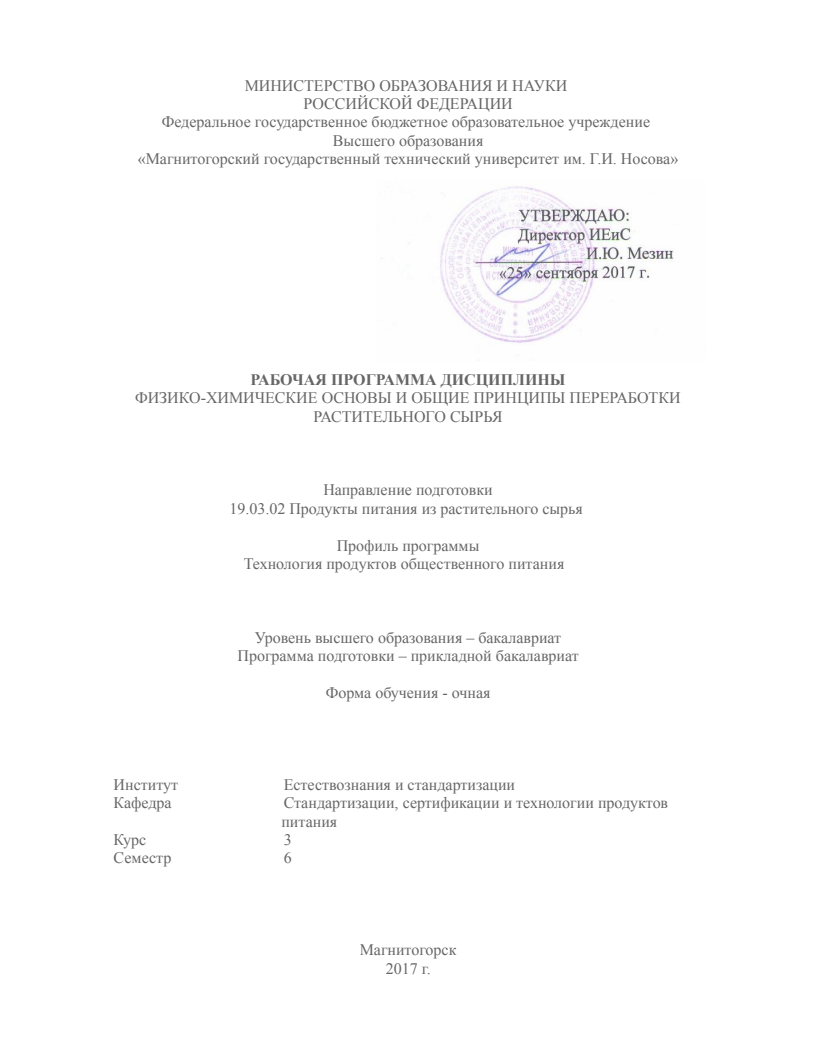 МИНИСТЕРСТВО ОБРАЗОВАНИЯ И НАУКИ
РОССИЙСКОЙ ФЕДЕРАЦИИ
Федеральное государственное бюджетное образовательное учреждение
Высшего образования
«Магнитогорский государственный технический университет им. Г.И. Носова»
УТВЕРЖДАЮ:
Директор ИЕиС
И.Ю. Мезин
«25» сентября 2017 г.
РАБОЧАЯ ПРОГРАММА ДИСЦИПЛИНЫ
ФИЗИКО-ХИМИЧЕСКИЕ ОСНОВЫ И ОБЩИЕ ПРИНЦИПЫ ПЕРЕРАБОТКИ
РАСТИТЕЛЬНОГО СЫРЬЯ
Направление подготовки
19.03.02 Продукты питания из растительного сырья
Профиль программы
Технология продуктов общественного питания
Уровень высшего образования – бакалавриат
Программа подготовки – прикладной бакалавриат
Форма обучения - очная
Институт Естествознания и стандартизации
Кафедра Стандартизации, сертификации и технологии продуктов
питания
Курс 3
Семестр 6
Магнитогорск
2017 г.